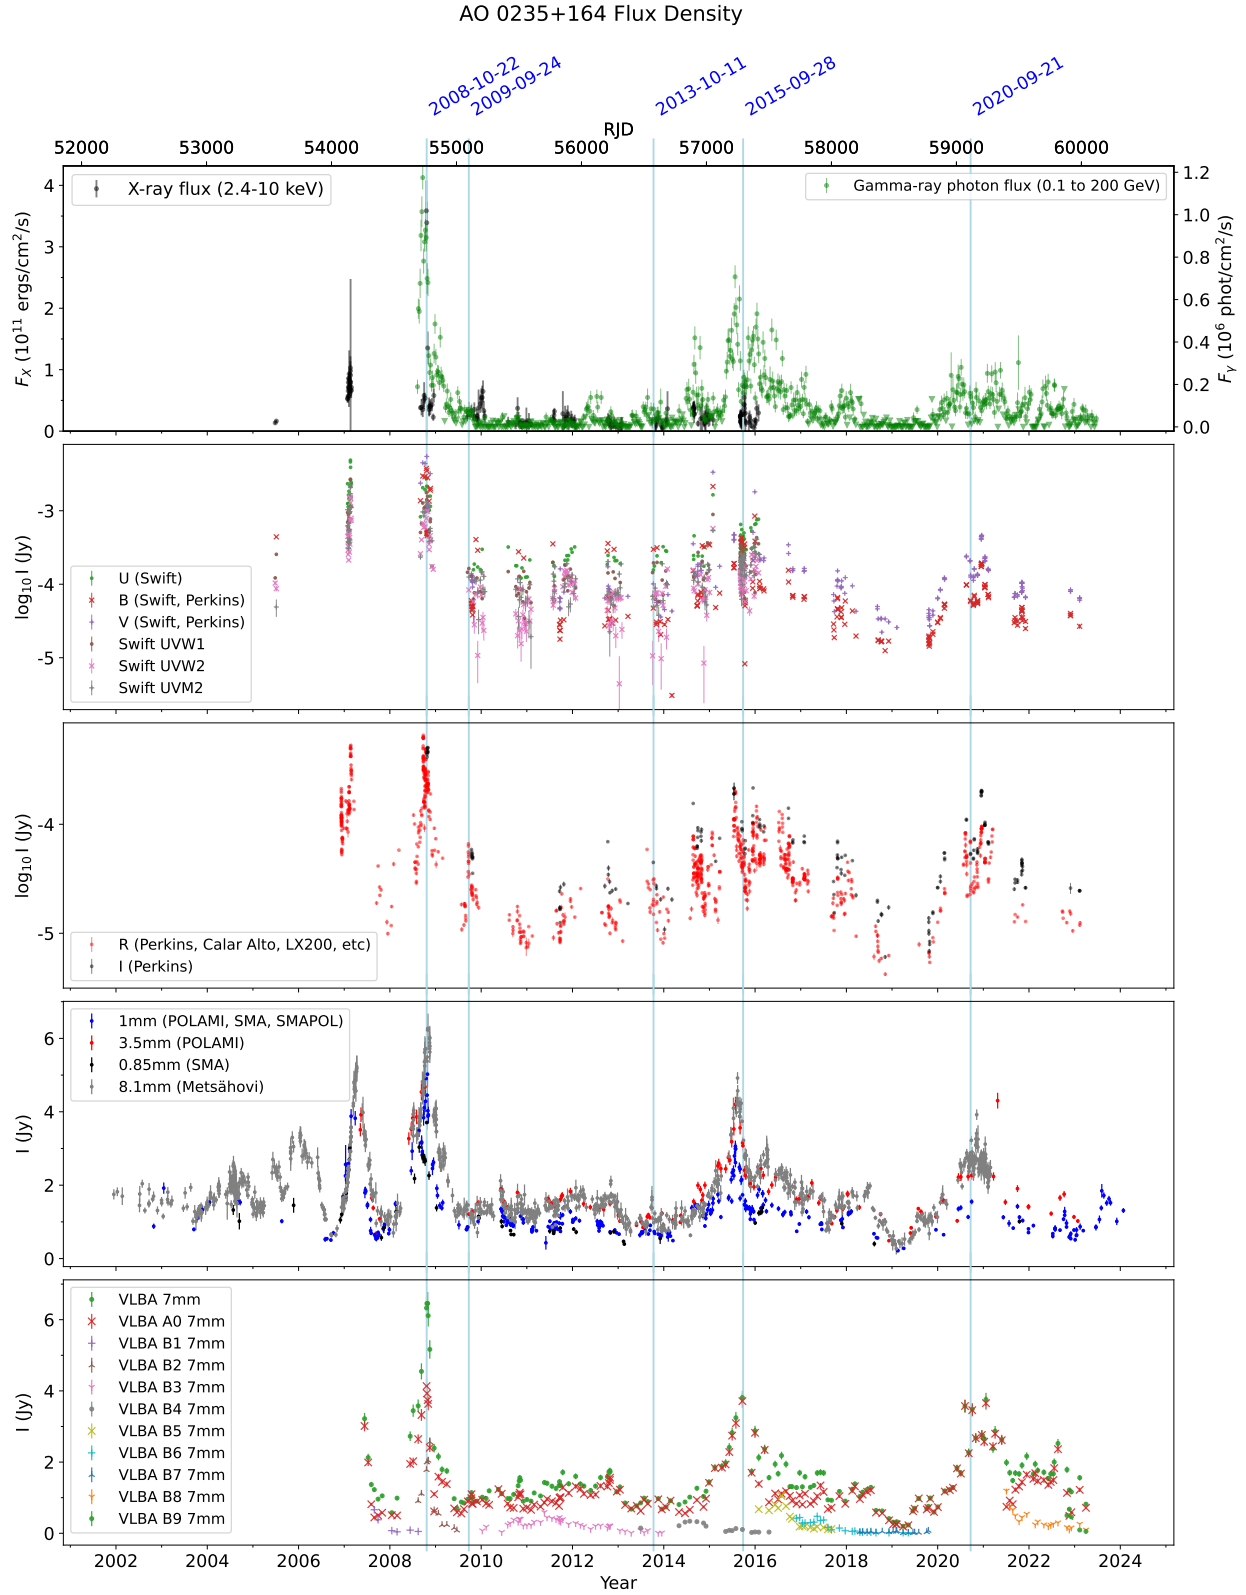 AO 0235+164 Flux Density
2008-10-22
2009-09-24
2013-10-11
2015-09-28
2020-09-21
RJD
52000 53000 54000 55000 56000 57000 58000 59000 60000
X-ray flux (2.4-10 keV)
Gamma-ray photon flux (0.1 to 200 GeV)
F_X (10^11 ergs/cm^2/s)
4
3
2
1
0
F_γ (10^6 phot/cm^2/s)
1.2
1.0
0.8
0.6
0.4
0.2
0.0
log10 I (Jy)
-3
-4
-5
U (Swift)
B (Swift, Perkins)
V (Swift, Perkins)
Swift UVW1
Swift UVW2
Swift UVM2
log10 I (Jy)
-4
-5
R (Perkins, Calar Alto, LX200, etc)
I (Perkins)
I (Jy)
6
4
2
0
1mm (POLAMI, SMA, SMAPOL)
3.5mm (POLAMI)
0.85mm (SMA)
8.1mm (Metsähovi)
I (Jy)
6
4
2
0
VLBA 7mm
VLBA A0 7mm
VLBA B1 7mm
VLBA B2 7mm
VLBA B3 7mm
VLBA B4 7mm
VLBA B5 7mm
VLBA B6 7mm
VLBA B7 7mm
VLBA B8 7mm
VLBA B9 7mm
2002 2004 2006 2008 2010 2012 2014 2016 2018 2020 2022 2024
Year